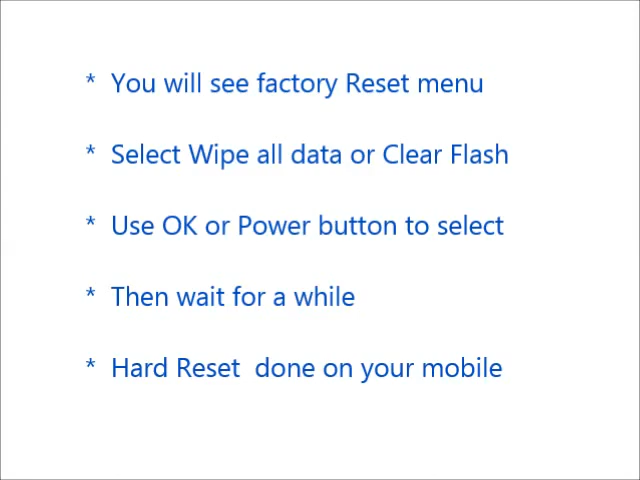 * You will see factory Reset menu
* Select Wipe all data or Clear Flash
* Use OK or Power button to select
* Then wait for a while
* Hard Reset  done on your mobile